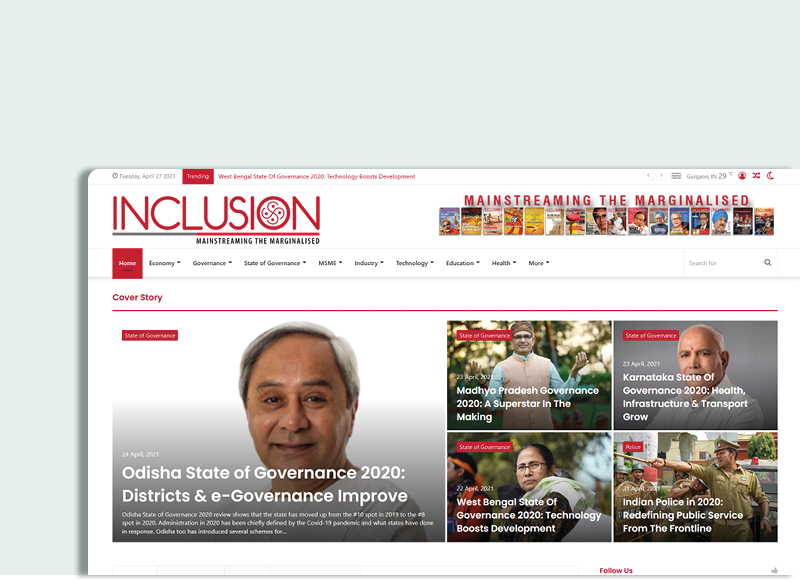 Tuesday, April 27 2021
Trending
West Bengal State Of Governance 2020: Technology Boosts Development
Gurgaon, IN 29 °C
INCLUSION
MAINSTREAMING THE MARGINALISED
MAINSTREAMING THE MARGINALISED
Home
Economy
Governance
State of Governance
MSME
Industry
Technology
Education
Health
More
Search for
Cover Story
State of Governance
24 April, 2021
Odisha State of Governance 2020:
Districts & e-Governance Improve
Odisha State of Governance 2020 review shows that the state has moved up from the #10 spot in 2019 to the #8
spot in 2020. Administration in 2020 has been chiefly defined by the Covid-19 pandemic and what states have done
in response. Odisha too has introduced several schemes for...
State of Governance
23 April, 2021
Madhya Pradesh Governance
2020: A Superstar In The
Making
State of Governance
23 April, 2021
Karnataka State Of
Governance 2020: Health,
Infrastructure & Transport
Grow
State of Governance
22 April, 2021
West Bengal State Of
Governance 2020: Technology
Boosts Development
Police
21 April, 2021
Indian Police in 2020:
Redefining Public Service
From The Frontline
Follow Us